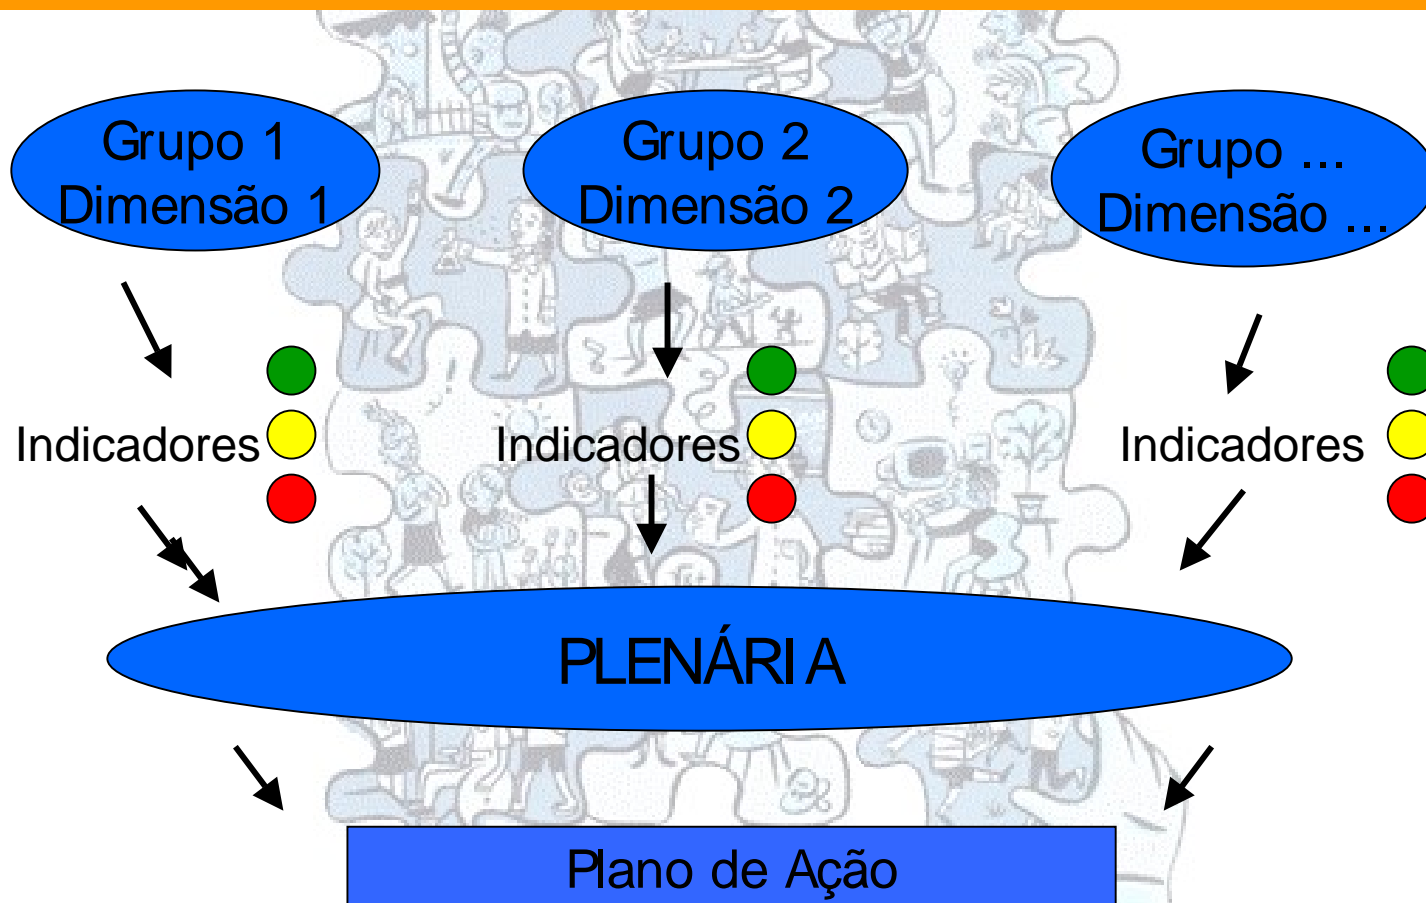 Grupo 1
Dimensão 1
Grupo 2
Dimensão 2
Grupo ...
Dimensão ...
Indicadores
Indicadores
Indicadores
PLENÁRIA
Plano de Ação